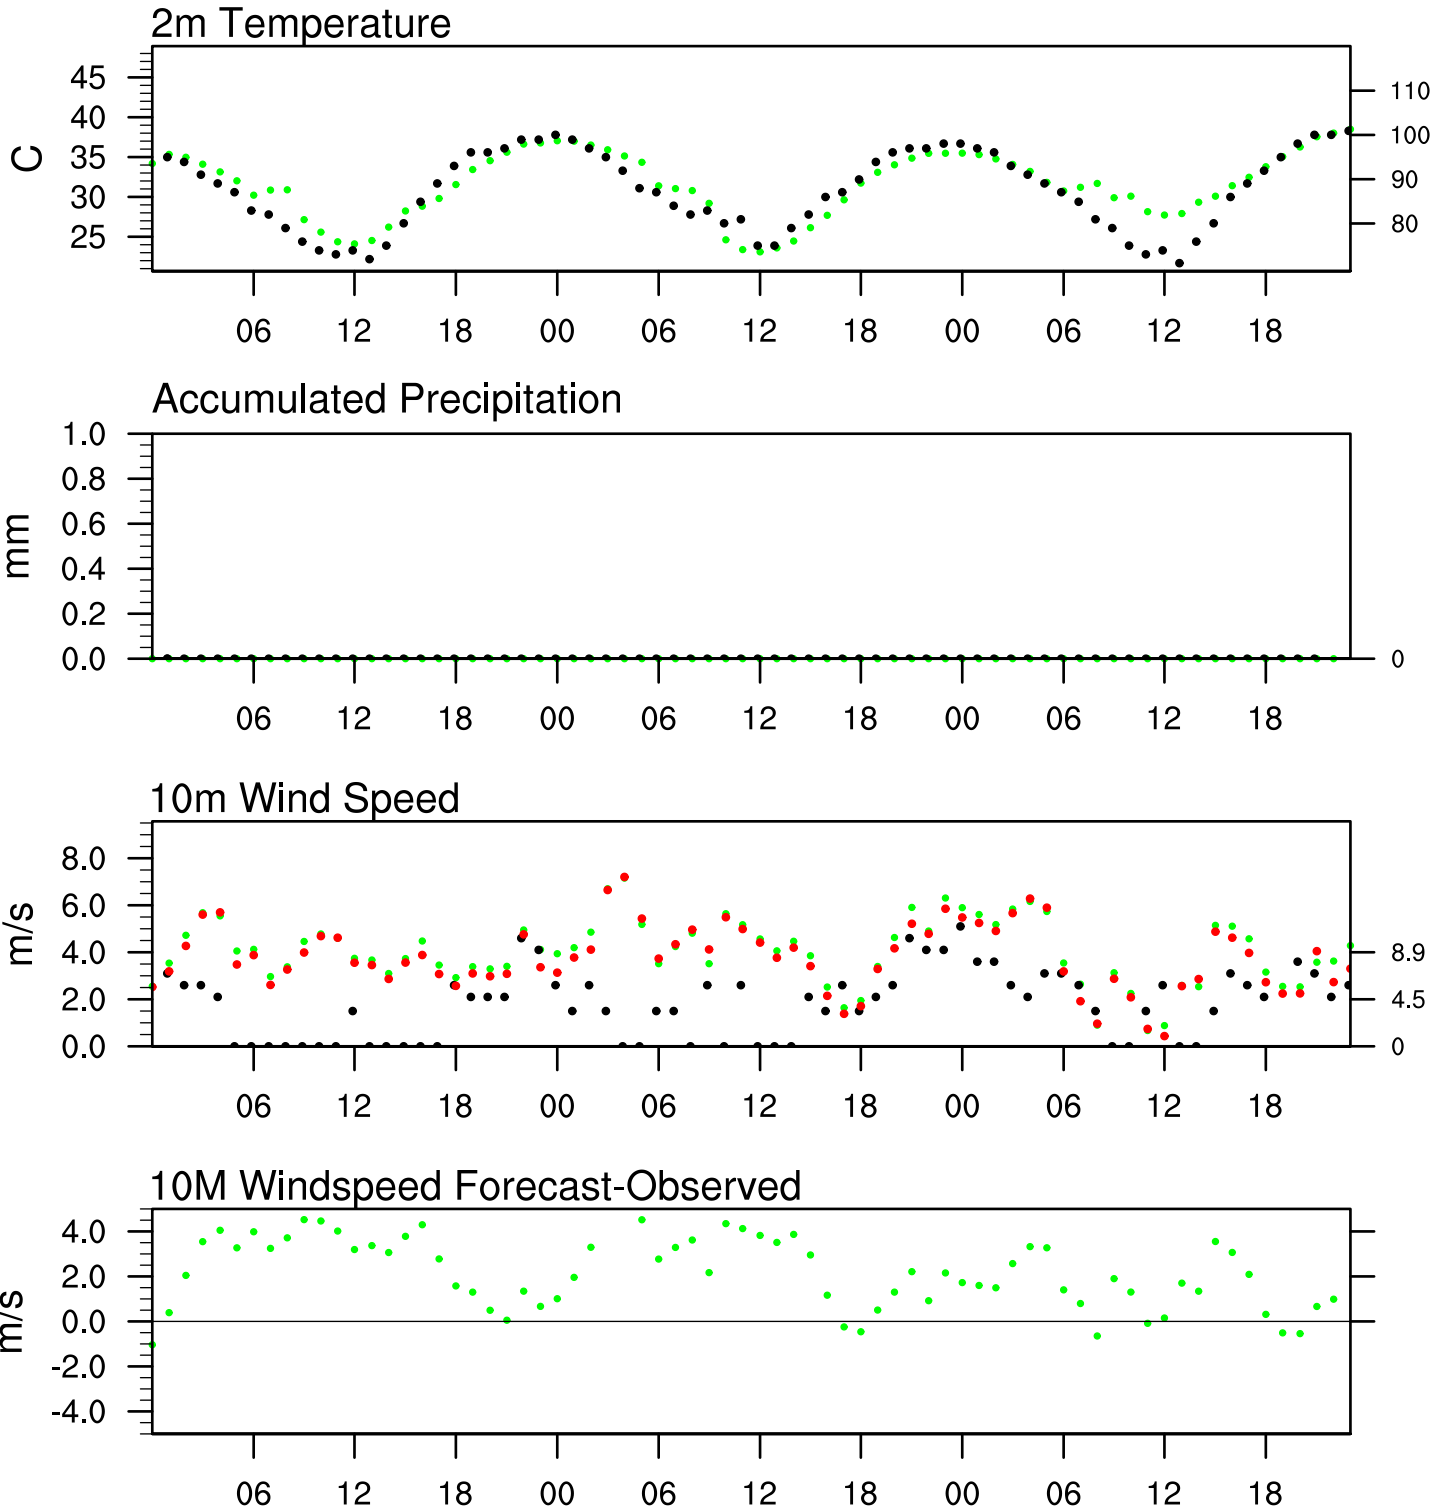 2m Temperature
45
40
35
30
25
C
110
100
90
80
06 12 18 00 06 12 18 00 06 12 18
Accumulated Precipitation
1.0
0.8
0.6
0.4
0.2
0.0
mm
0
06 12 18 00 06 12 18 00 06 12 18
10m Wind Speed
8.0
6.0
4.0
2.0
0.0
m/s
8.9
4.5
0
06 12 18 00 06 12 18 00 06 12 18
10M Windspeed Forecast-Observed
4.0
2.0
0.0
-2.0
-4.0
m/s
06 12 18 00 06 12 18 00 06 12 18